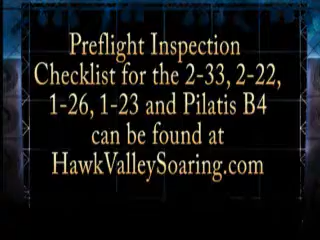 Preflight Inspection
Checklist for the 2-33, 2-22,
1-26, 1-23 and Pilatis B4
can be found at
HawkValleySoaring.com